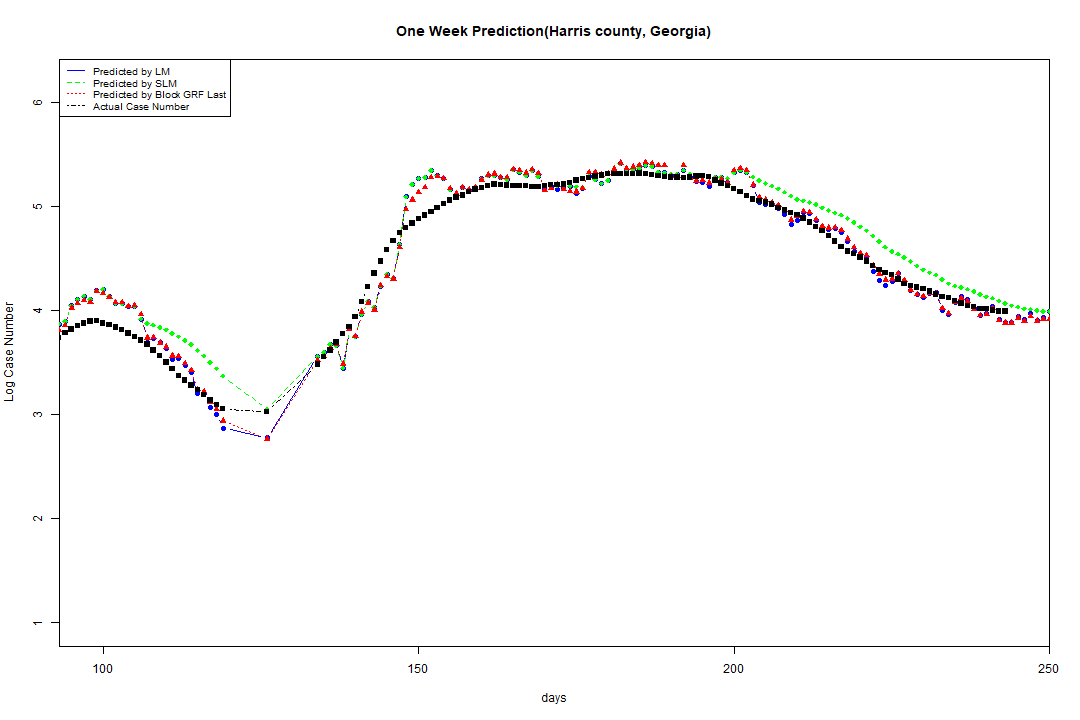 One Week Prediction(Harris county, Georgia)
Predicted by LM
Predicted by SLM
Predicted by Block GRF Last
Actual Case Number
6
5
4
3
2
1
Log Case Number
100
150
200
250
days